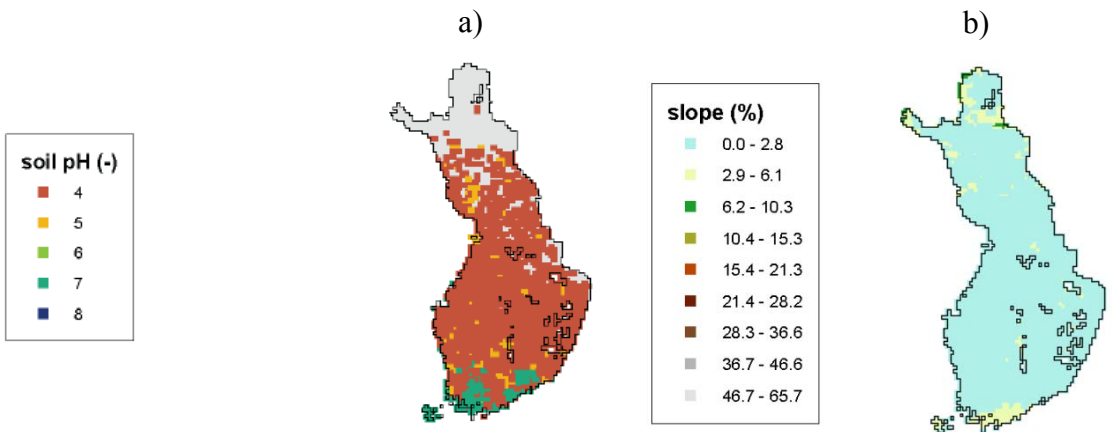 a)
b)
soil pH (-)
4
5
6
7
8
slope (%)
0.0 - 2.8
2.9 - 6.1
6.2 - 10.3
10.4 - 15.3
15.4 - 21.3
21.4 - 28.2
28.3 - 36.6
36.7 - 46.6
46.7 - 65.7